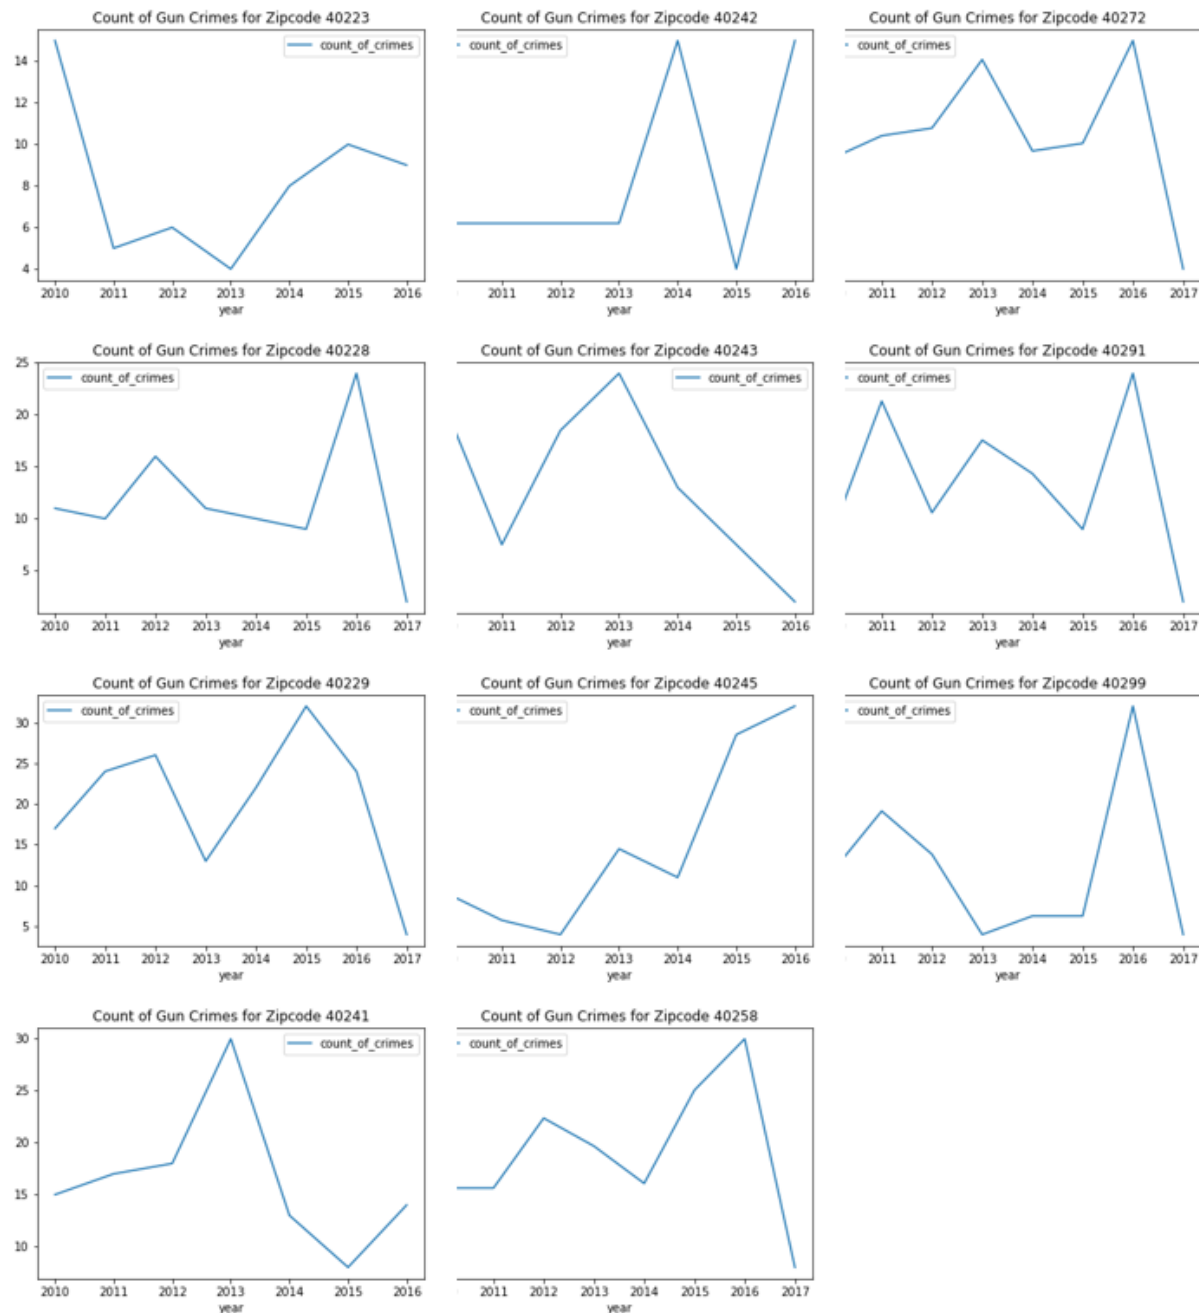 Count of Gun Crimes for Zipcode 40223
count_of_crimes
14
12
10
8
6
4
2010 2011 2012 2013 2014 2015 2016
year
Count of Gun Crimes for Zipcode 40242
count_of_crimes
2011 2012 2013 2014 2015 2016
year
Count of Gun Crimes for Zipcode 40272
count_of_crimes
2011 2012 2013 2014 2015 2016 2017
year
Count of Gun Crimes for Zipcode 40228
count_of_crimes
25
20
15
10
5
2010 2011 2012 2013 2014 2015 2016 2017
year
Count of Gun Crimes for Zipcode 40243
count_of_crimes
2011 2012 2013 2014 2015 2016
year
Count of Gun Crimes for Zipcode 40291
count_of_crimes
2011 2012 2013 2014 2015 2016 2017
year
Count of Gun Crimes for Zipcode 40229
count_of_crimes
30
25
20
15
10
5
2010 2011 2012 2013 2014 2015 2016 2017
year
Count of Gun Crimes for Zipcode 40245
count_of_crimes
2011 2012 2013 2014 2015 2016
year
Count of Gun Crimes for Zipcode 40299
count_of_crimes
2011 2012 2013 2014 2015 2016 2017
year
Count of Gun Crimes for Zipcode 40241
count_of_crimes
30
25
20
15
10
2010 2011 2012 2013 2014 2015 2016
year
Count of Gun Crimes for Zipcode 40258
count_of_crimes
2011 2012 2013 2014 2015 2016 2017
year